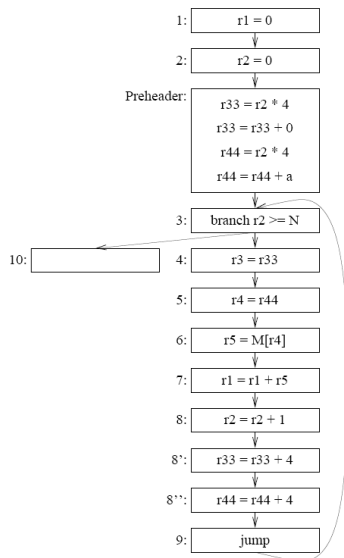 1: r1 = 0
2: r2 = 0
Preheader:
r33 = r2 * 4
r33 = r33 + 0
r44 = r2 * 4
r44 = r44 + a
3: branch r2 >= N
10:
4: r3 = r33
5: r4 = r44
6: r5 = M[r4]
7: r1 = r1 + r5
8: r2 = r2 + 1
8’: r33 = r33 + 4
8’’: r44 = r44 + 4
9: jump